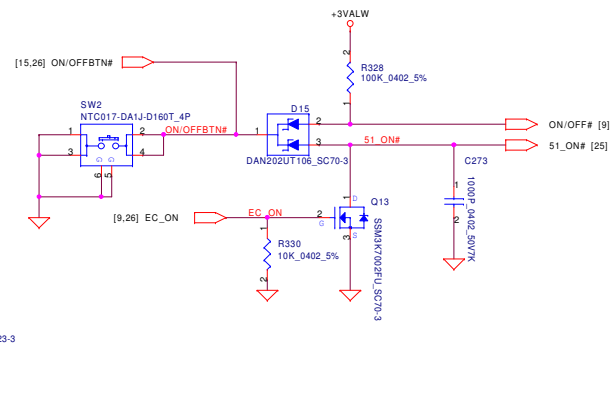 +3VALW
[15,26] ON/OFFBTN#
2
R328
100K_0402_5%
1
SW2
NTC017-DA1J-D160T_4P
D15
1
2
ON/OFFBTN#
1
2
ON/OFF# [9]
3
4
3
51_ON#
51_ON# [25]
DAN202UT106_SC70-3
C273
G
G
6
5
1
1000P_0402_50V7K
2
D
Q13
[9,26] EC_ON
EC_ON
2
G
1
3
S
SSM3K7002FU_SC70-3
R330
10K_0402_5%
2
23-3